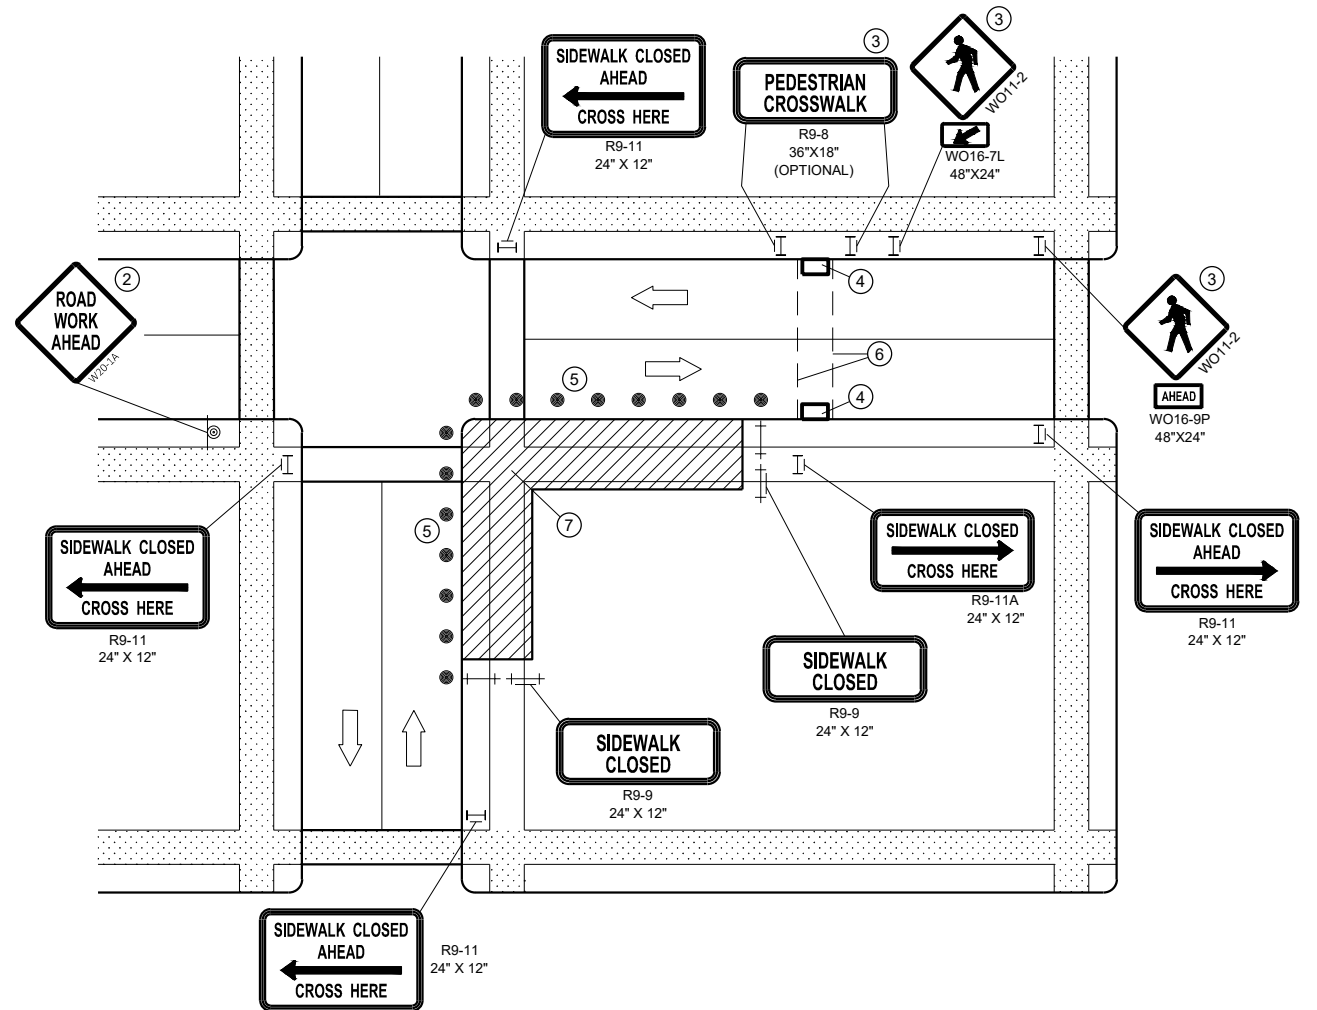 SIDEWALK CLOSED
AHEAD
CROSS HERE
R9-11
24" X 12"
3
PEDESTRIAN
CROSSWALK
R9-8
36"X18"
(OPTIONAL)
3
WO11-2
WO16-7L
48"X24"
2
ROAD
WORK
AHEAD
W20-1A
4
3
WO11-2
AHEAD
WO16-9P
48"X24"
6
5
4
5
7
SIDEWALK CLOSED
AHEAD
CROSS HERE
R9-11
24" X 12"
SIDEWALK CLOSED
CROSS HERE
R9-11A
24" X 12"
SIDEWALK CLOSED
AHEAD
CROSS HERE
R9-11
24" X 12"
SIDEWALK
CLOSED
R9-9
24" X 12"
SIDEWALK
CLOSED
R9-9
24" X 12"
SIDEWALK CLOSED
AHEAD
CROSS HERE
R9-11
24" X 12"